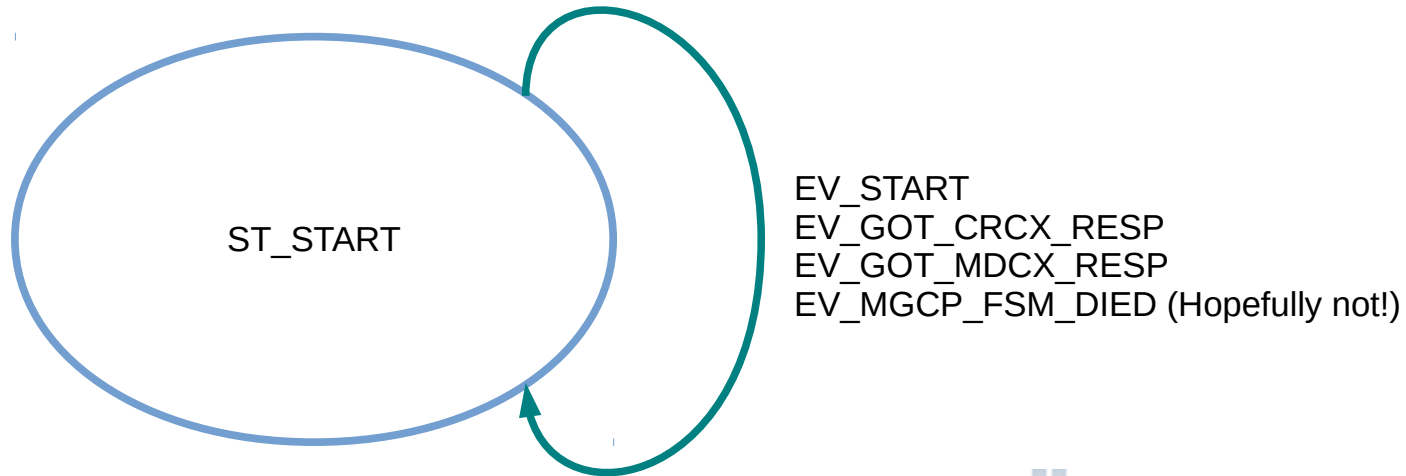 ST_START
EV_START
EV_GOT_CRCX_RESP
EV_GOT_MDCX_RESP
EV_MGCP_FSM_DIED (Hopefully not!)